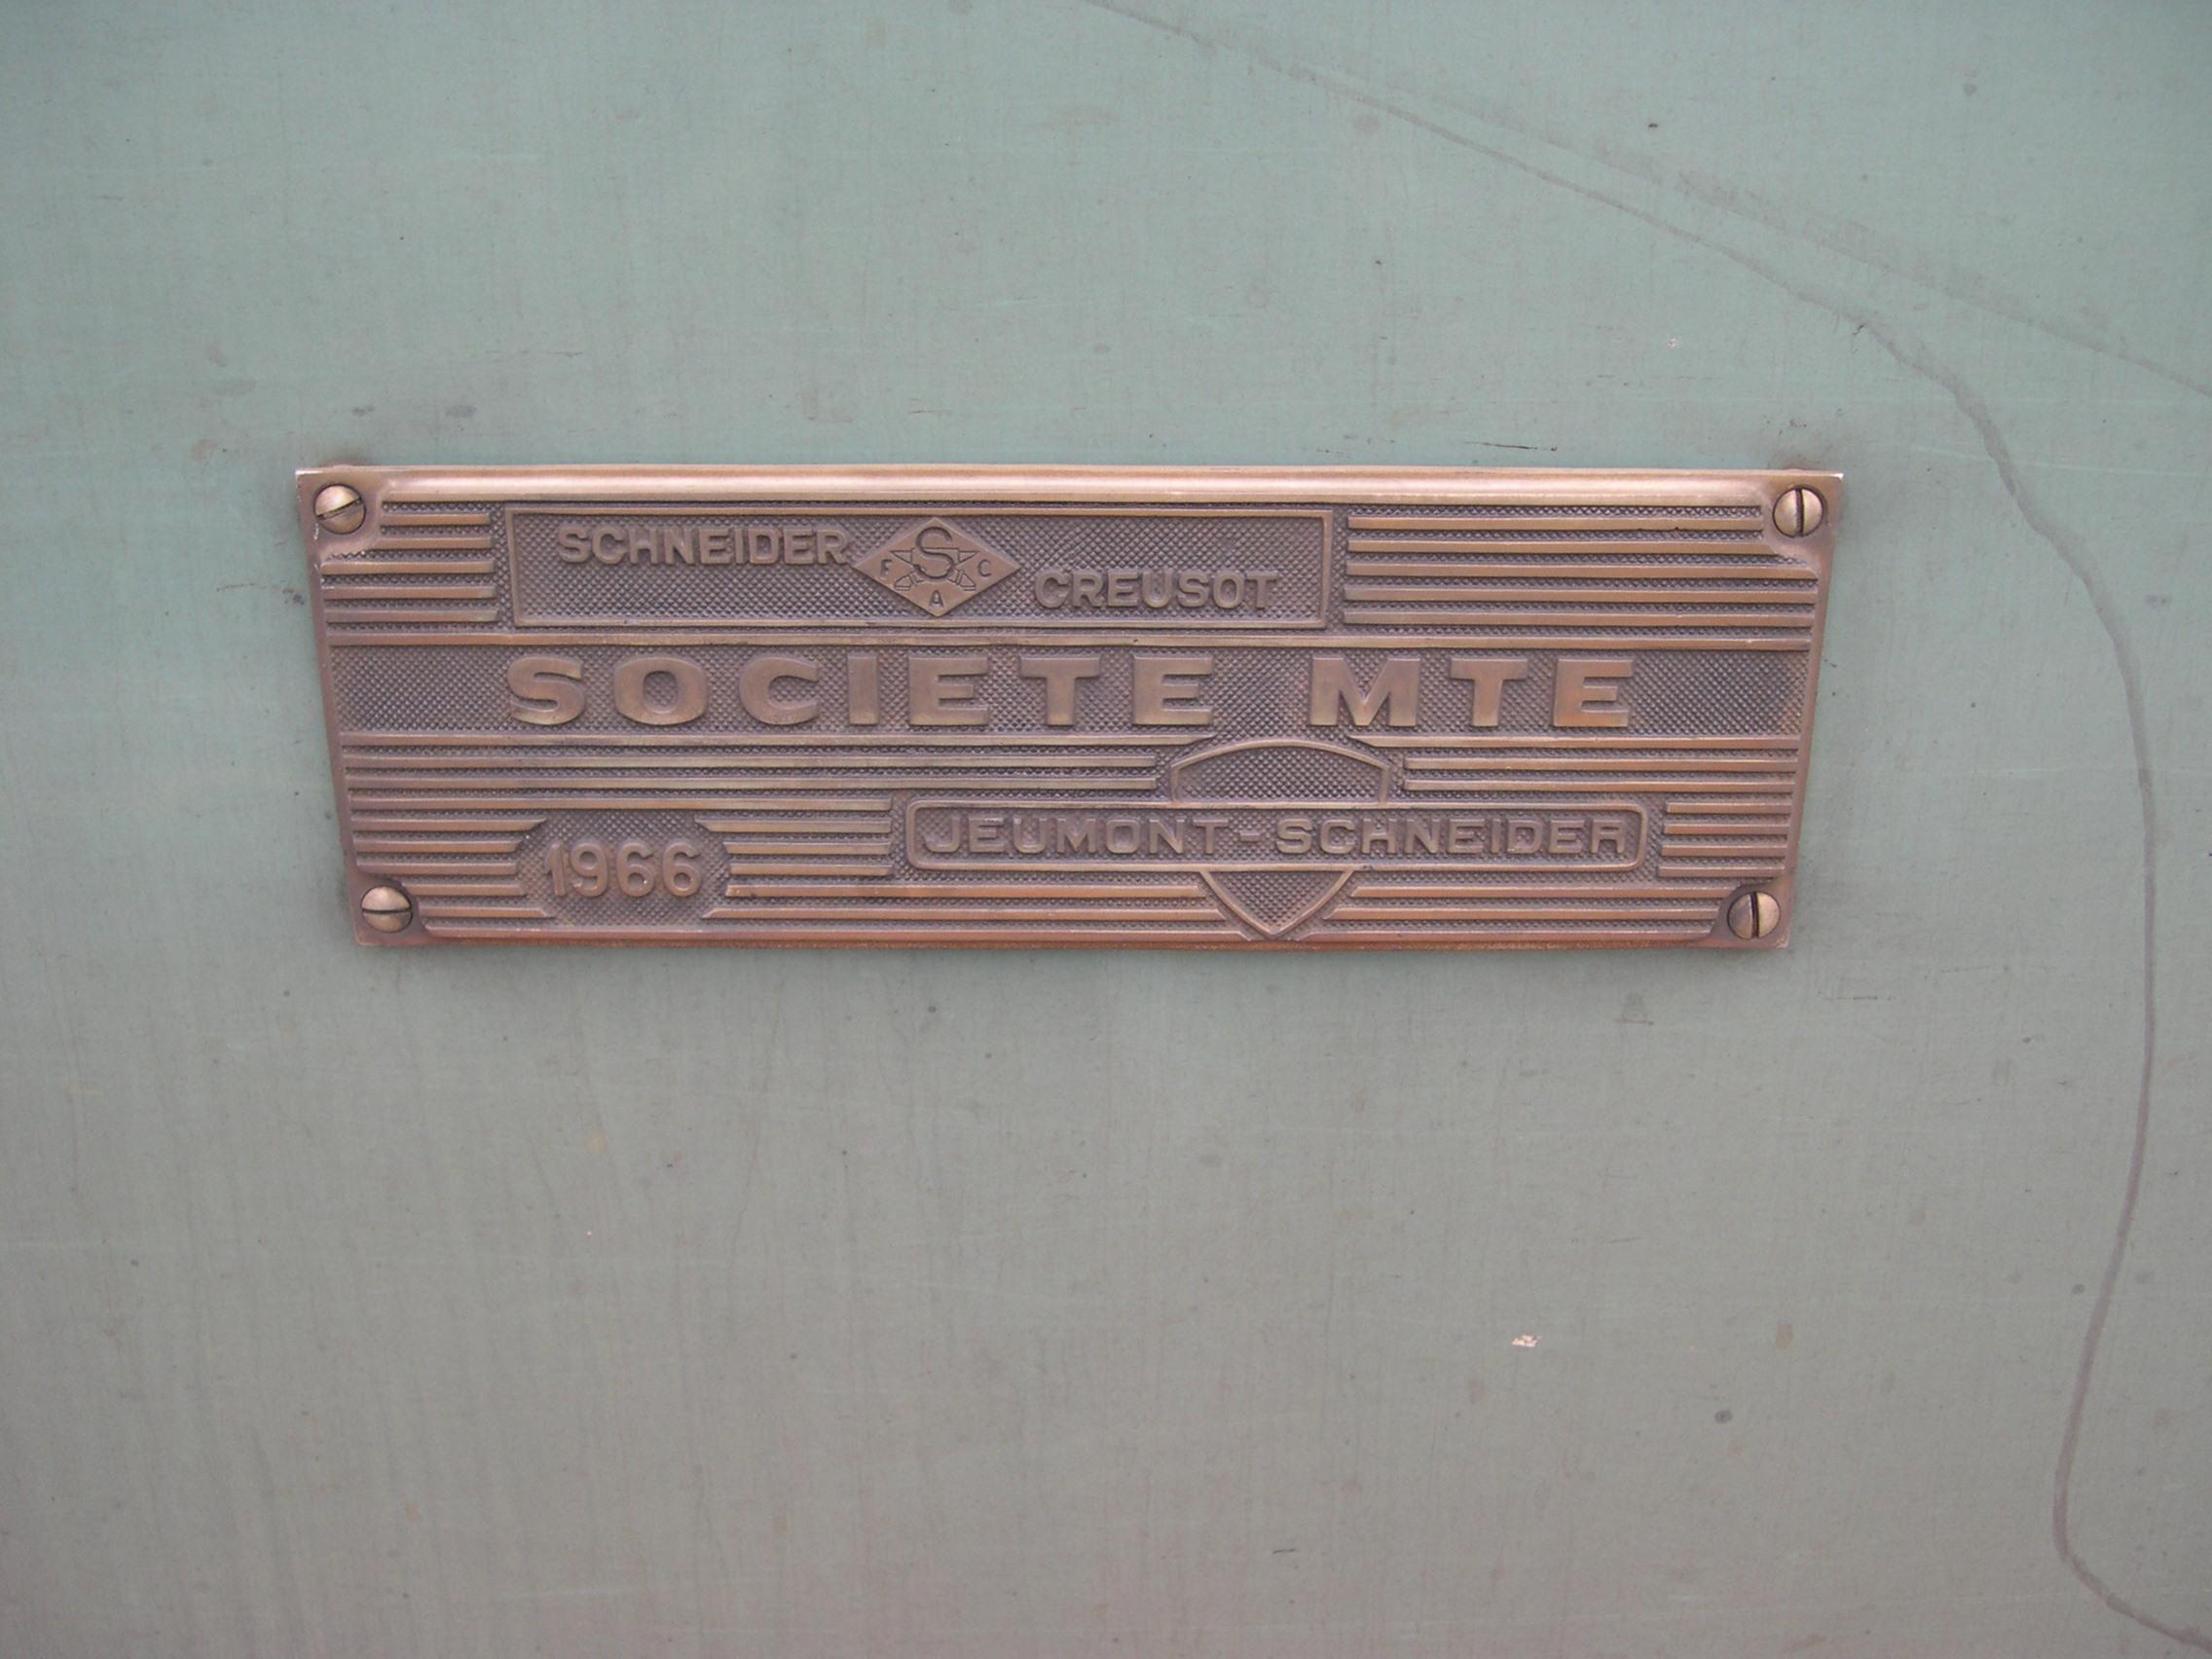 SCHNEIDER
S
F C
A
CREUSOT
SOCIETE MTE
JEUMONT-SCHNEIDER
1966